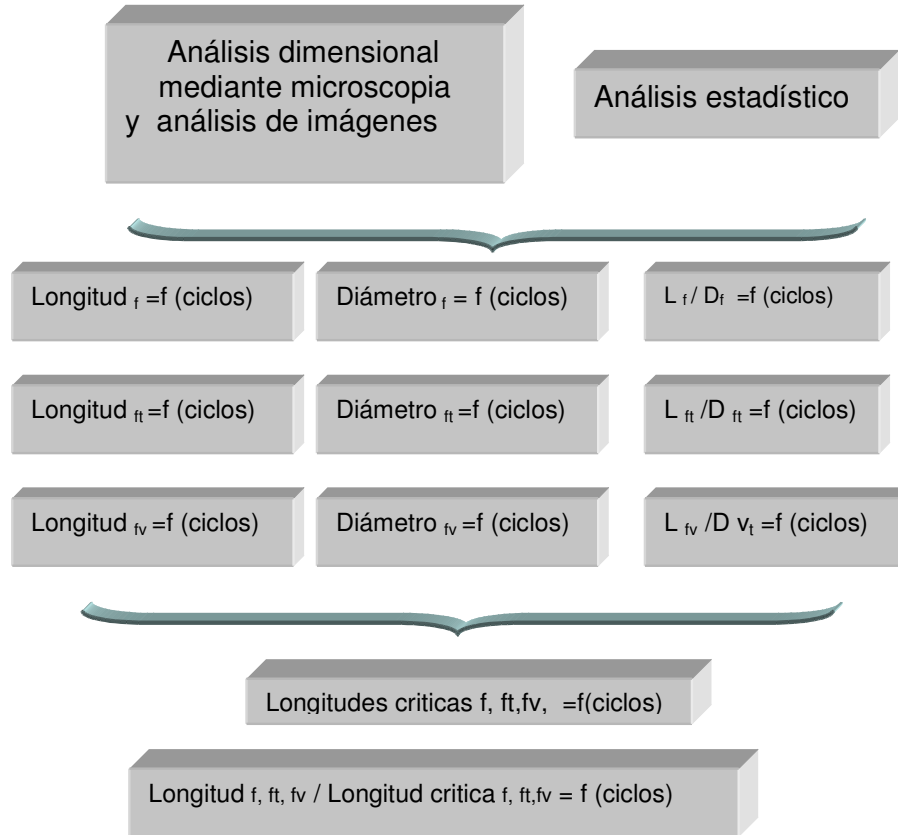 Análisis dimensional
mediante microscopia
y análisis de imágenes
Análisis estadístico
Longitud f =f (ciclos)
Diámetro f = f (ciclos)
L f / Df =f (ciclos)
Longitud ft =f (ciclos)
Diámetro ft =f (ciclos)
L ft /D ft =f (ciclos)
Longitud fv =f (ciclos)
Diámetro fv =f (ciclos)
L fv /D vt =f (ciclos)
Longitudes criticas f, ft,fv, =f(ciclos)
Longitud f, ft, fv / Longitud critica f, ft,fv = f (ciclos)